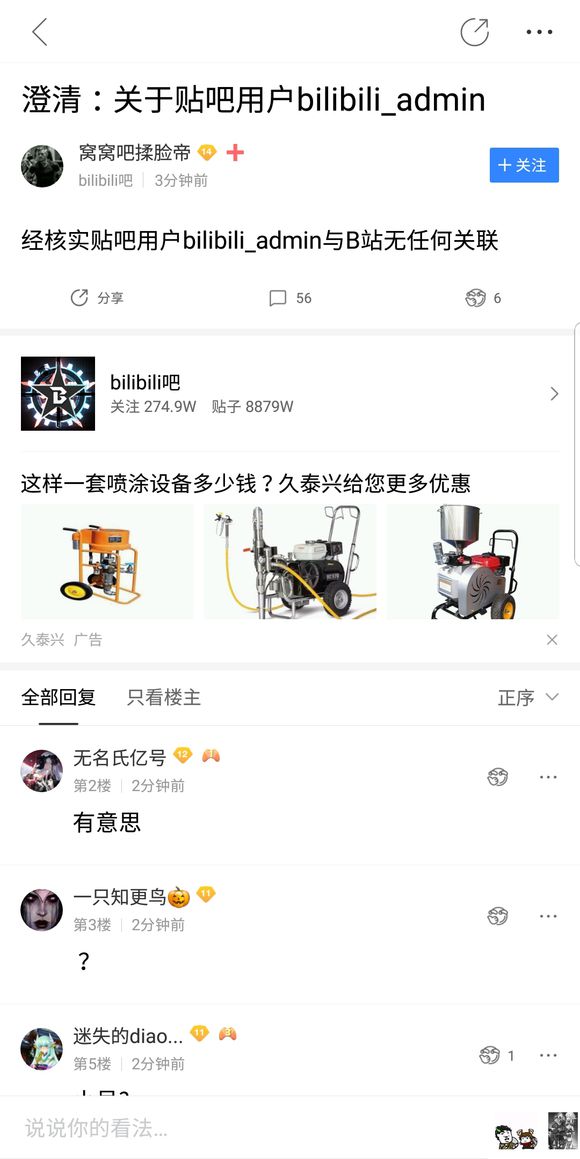 澄清：关于贴吧用户bilibili_admin
窝窝吧揉脸帝 14
bilibili吧 3分钟前
+ 关注
经核实贴吧用户bilibili_admin与B站无任何关联
分享 56 6
bilibili吧
关注 274.9W 贴子 8879W
这样一套喷涂设备多少钱？久泰兴给您更多优惠
久泰兴 广告
全部回复 只看楼主 正序
无名氏亿号 12
第2楼 2分钟前
有意思
一只知更鸟🎃 11
第3楼 2分钟前
？
迷失的diao... 11 3
第5楼 2分钟前 1
说说你的看法...